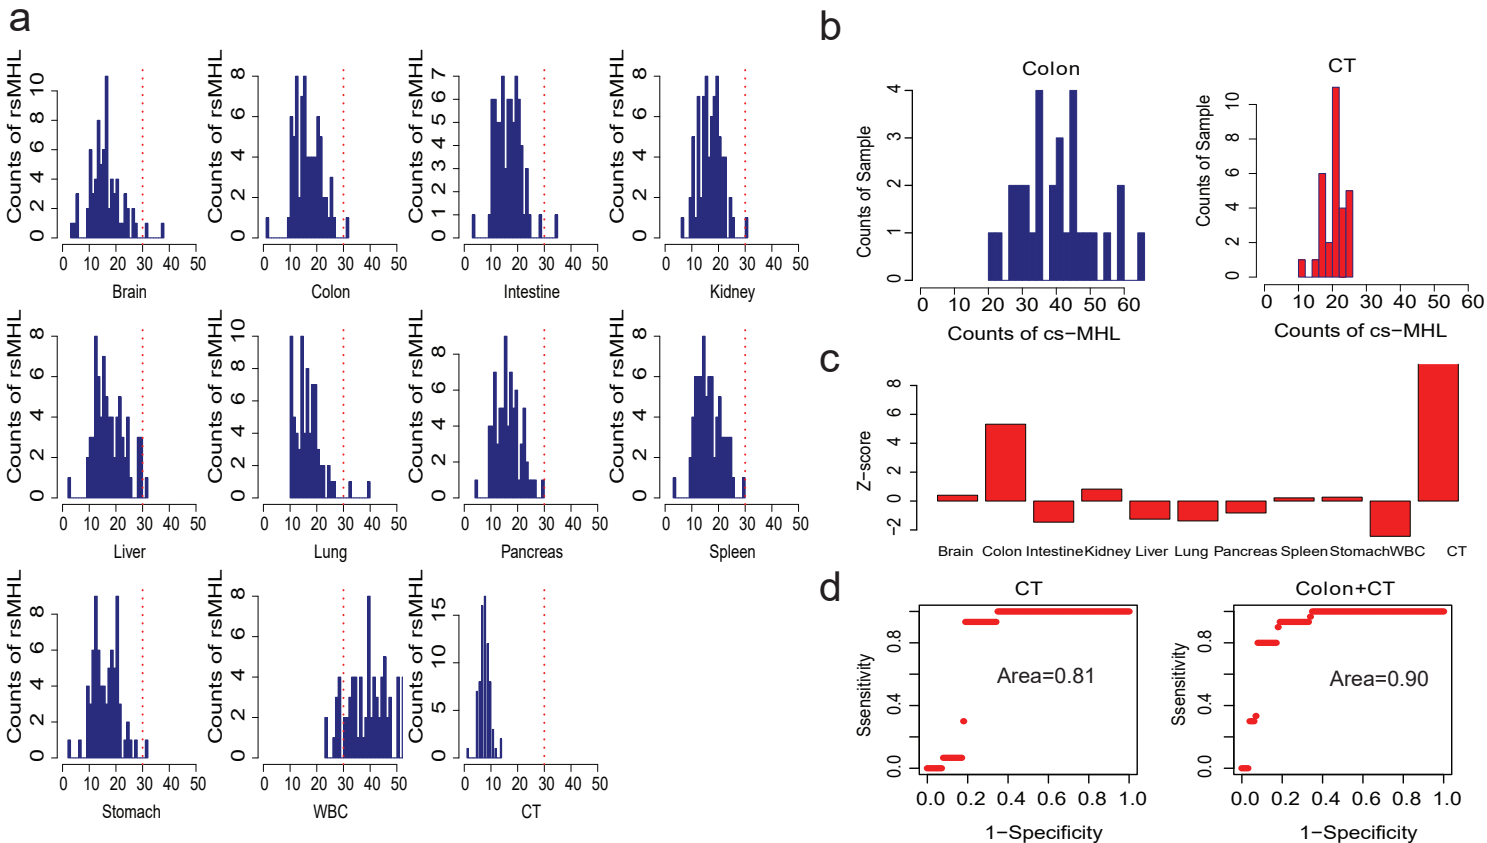 a
Counts of rsMHL
0 2 4 6 8 10
0 10 20 30 40 50
Brain
Counts of rsMHL
0 2 4 6 8
0 10 20 30 40 50
Colon
Counts of rsMHL
0 1 2 3 4 5 6 7
0 10 20 30 40 50
Intestine
Counts of rsMHL
0 2 4 6 8
0 10 20 30 40 50
Kidney
Counts of rsMHL
0 2 4 6 8
0 10 20 30 40 50
Liver
Counts of rsMHL
0 2 4 6 8 10
0 10 20 30 40 50
Lung
Counts of rsMHL
0 2 4 6 8
0 10 20 30 40 50
Pancreas
Counts of rsMHL
0 2 4 6 8
0 10 20 30 40 50
Spleen
Counts of rsMHL
0 2 4 6 8
0 10 20 30 40 50
Stomach
Counts of rsMHL
0 2 4 6 8
0 10 20 30 40 50
WBC
Counts of rsMHL
0 5 10 15
0 10 20 30 40 50
CT
b
Colon
Counts of Sample
0 1 2 3 4
0 10 20 30 40 50 60
Counts of cs−MHL
CT
Counts of Sample
0 2 4 6 8 10
0 10 20 30 40 50 60
Counts of cs−MHL
c
Z−score
−2 0 2 4 6 8
Brain Colon Intestine Kidney Liver Lung Pancreas Spleen Stomach WBC CT
d
CT
Ssensitivity
0.0 0.4 0.8
Area=0.81
0.0 0.2 0.4 0.6 0.8 1.0
1−Specificity
Colon+CT
Ssensitivity
0.0 0.4 0.8
Area=0.90
0.0 0.2 0.4 0.6 0.8 1.0
1−Specificity